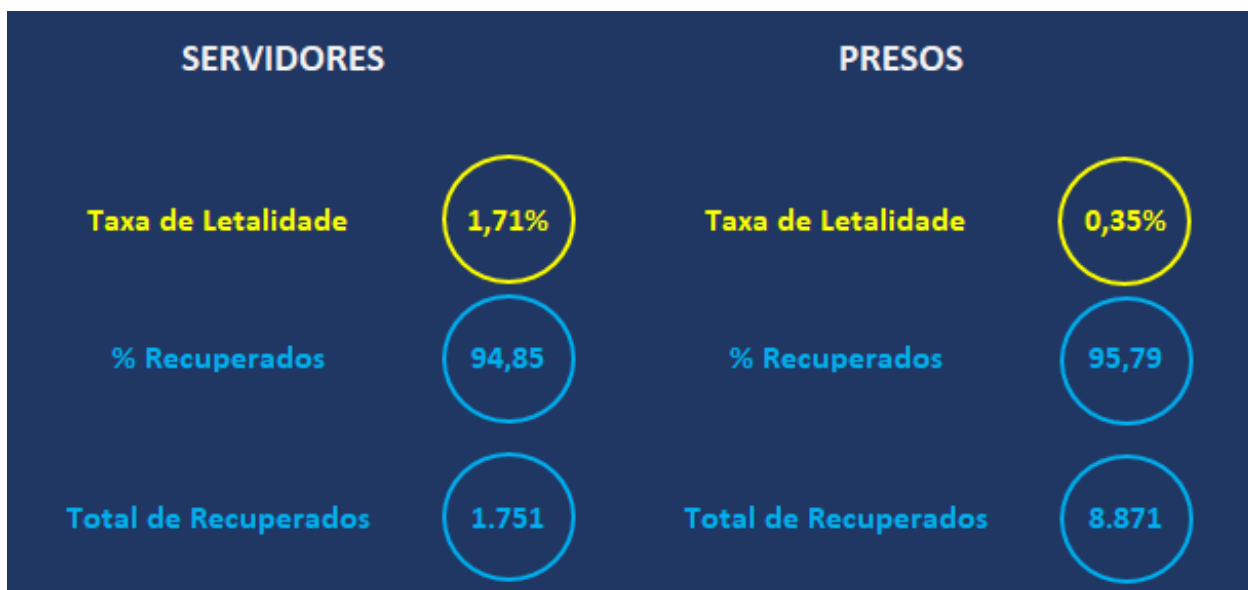 SERVIDORES
PRESOS
Taxa de Letalidade
1,71%
Taxa de Letalidade
0,35%
% Recuperados
94,85
% Recuperados
95,79
Total de Recuperados
1.751
Total de Recuperados
8.871